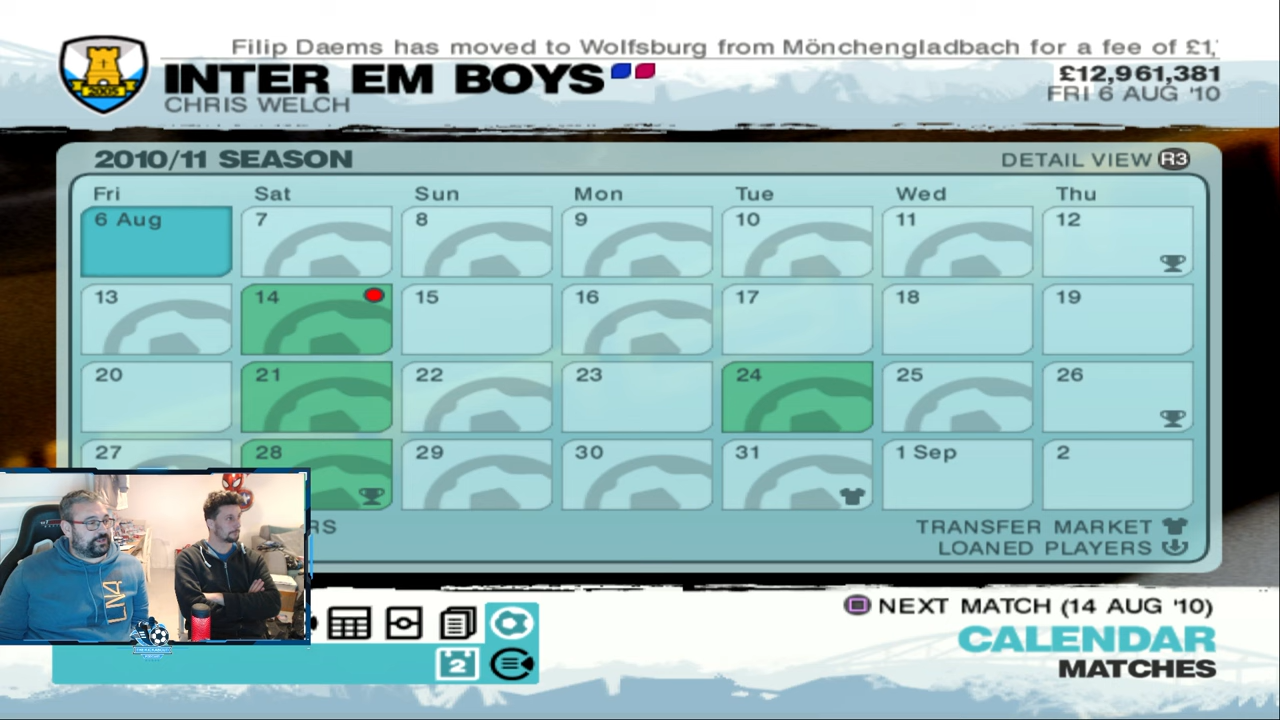 Filip Daems has moved to Wolfsburg from Mönchengladbach for a fee of £1,
INTER EM BOYS
CHRIS WELCH
2005
£12,961,381
FRI 6 AUG '10
2010/11 SEASON
DETAIL VIEW R3
Fri Sat Sun Mon Tue Wed Thu
6 Aug 7 8 9 10 11 12
13 14 15 16 17 18 19
20 21 22 23 24 25 26
27 28 29 30 31 1 Sep 2
RS
TRANSFER MARKET
LOANED PLAYERS
NEXT MATCH (14 AUG '10)
CALENDAR
MATCHES
2